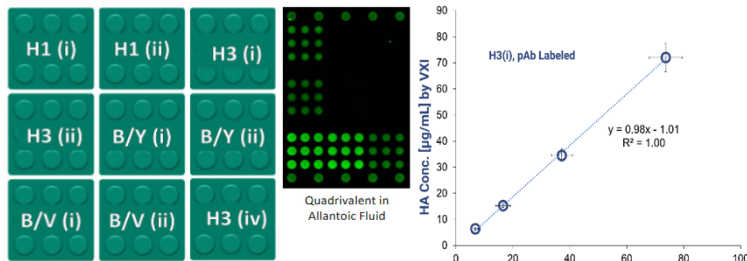 H1 (i)
H1 (ii)
H3 (i)
H3 (ii)
B/Y (i)
B/Y (ii)
B/V (i)
B/V (ii)
H3 (iv)
Quadrivalent in
Allantoic Fluid
HA Conc. [µg/mL] by VXI
90
80
70
60
50
40
30
20
10
0
H3(i), pAb Labeled
y = 0.98x - 1.01
R² = 1.00
0
20
40
60
80
100